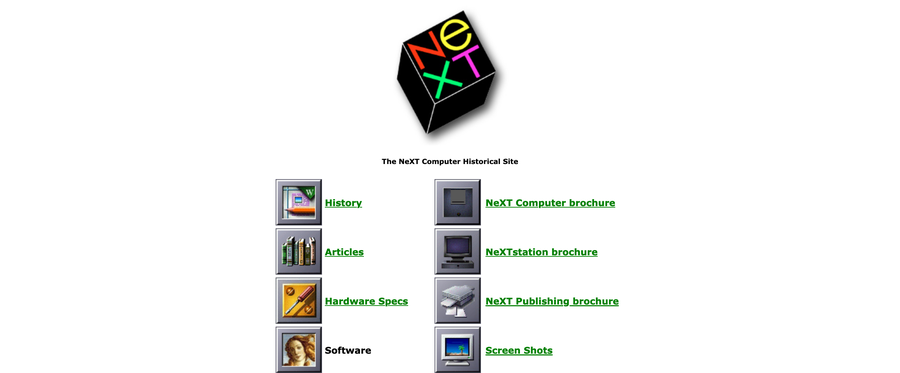 NeXT
The NeXT Computer Historical Site
W
History
NeXT Computer brochure
Articles
NeXTstation brochure
Hardware Specs
NeXT Publishing brochure
Software
Screen Shots